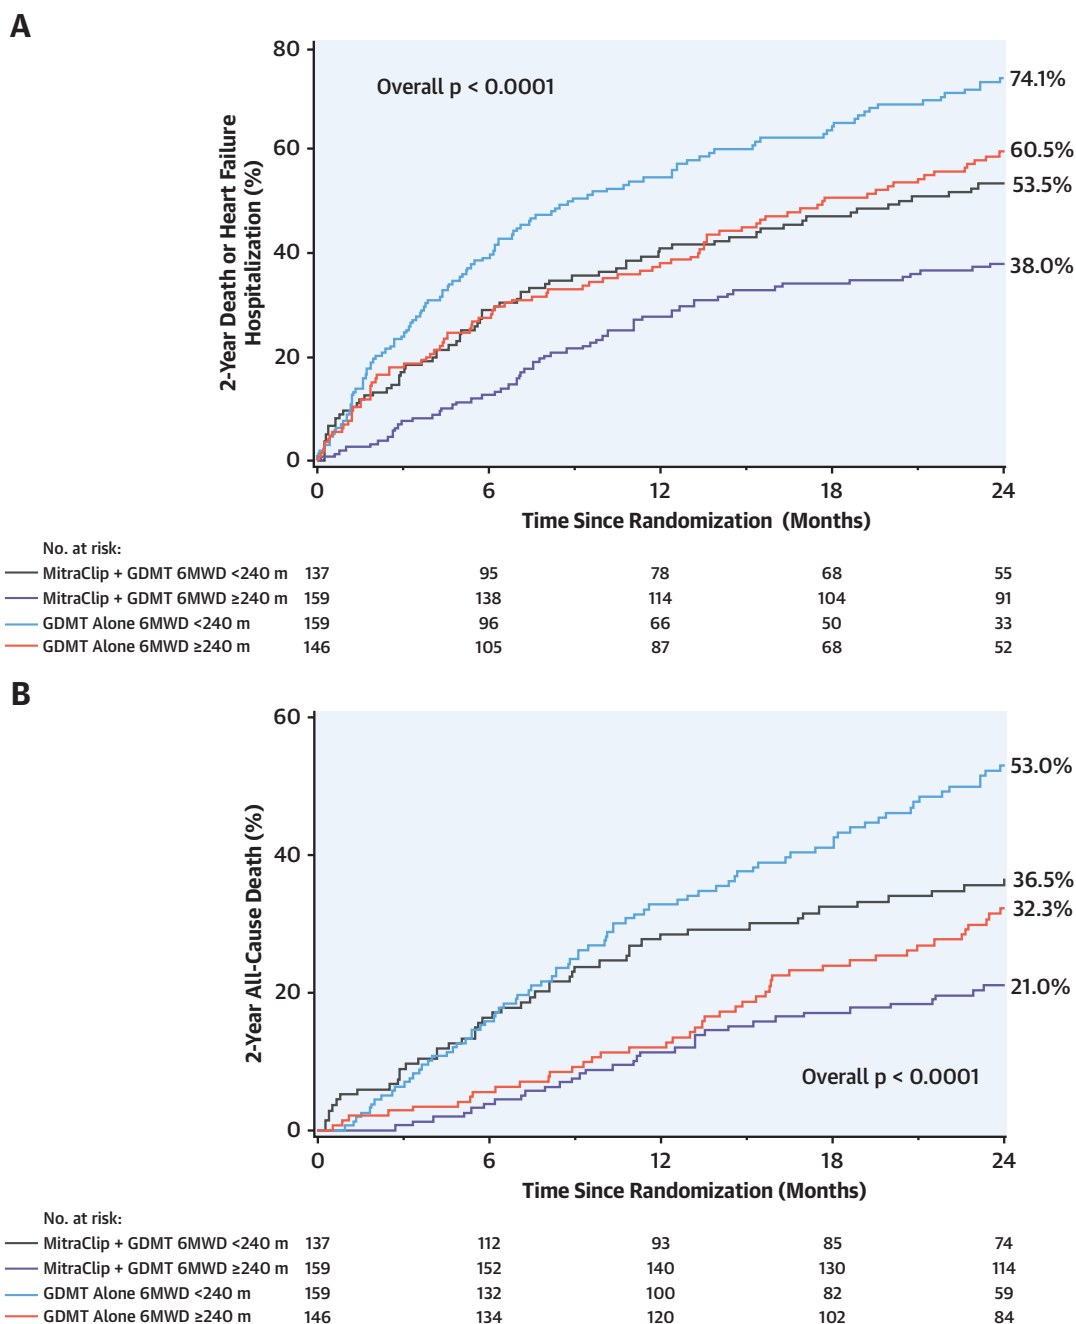 A
80
60
40
20
0
2-Year Death or Heart Failure
Hospitalization (%)
Overall p < 0.0001
74.1%
60.5%
53.5%
38.0%
0 6 12 18 24
Time Since Randomization (Months)
No. at risk:
MitraClip + GDMT 6MWD <240 m 137 95 78 68 55
MitraClip + GDMT 6MWD ≥240 m 159 138 114 104 91
GDMT Alone 6MWD <240 m 159 96 66 50 33
GDMT Alone 6MWD ≥240 m 146 105 87 68 52
B
60
40
20
0
2-Year All-Cause Death (%)
53.0%
36.5%
32.3%
21.0%
Overall p < 0.0001
0 6 12 18 24
Time Since Randomization (Months)
No. at risk:
MitraClip + GDMT 6MWD <240 m 137 112 93 85 74
MitraClip + GDMT 6MWD ≥240 m 159 152 140 130 114
GDMT Alone 6MWD <240 m 159 132 100 82 59
GDMT Alone 6MWD ≥240 m 146 134 120 102 84